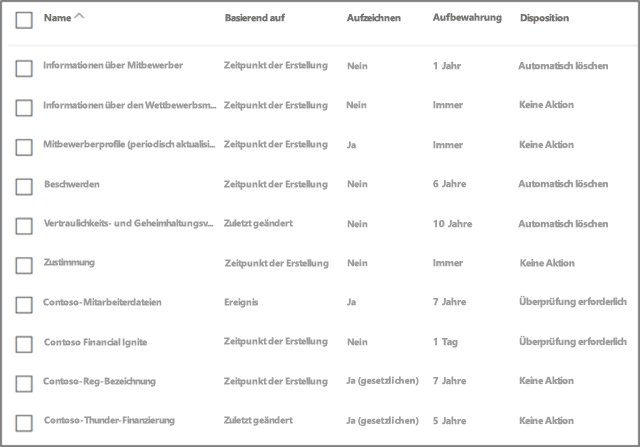 Name Basierend auf Aufzeichnen Aufbewahrung Disposition
Informationen über Mitbewerber Zeitpunkt der Erstellung Nein 1 Jahr Automatisch löschen
Informationen über den Wettbewerbsm... Zeitpunkt der Erstellung Nein Immer Keine Aktion
Mitbewerberprofile (periodisch aktualisi... Zeitpunkt der Erstellung Ja Immer Keine Aktion
Beschwerden Zeitpunkt der Erstellung Nein 6 Jahre Automatisch löschen
Vertraulichkeits- und Geheimhaltungsv... Zuletzt geändert Nein 10 Jahre Automatisch löschen
Zustimmung Zeitpunkt der Erstellung Nein Immer Keine Aktion
Contoso-Mitarbeiterdateien Ereignis Ja 7 Jahre Überprüfung erforderlich
Contoso Financial Ignite Zeitpunkt der Erstellung Nein 1 Tag Überprüfung erforderlich
Contoso-Reg-Bezeichnung Zeitpunkt der Erstellung Ja (gesetzlichen) 7 Jahre Keine Aktion
Contoso-Thunder-Finanzierung Zuletzt geändert Ja (gesetzlichen) 5 Jahre Keine Aktion